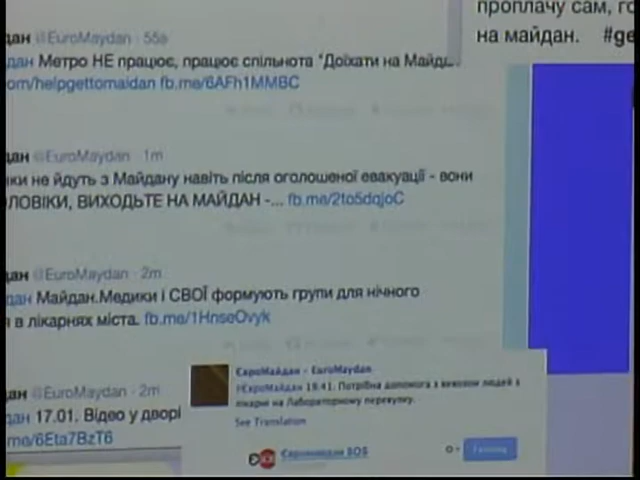 проплачу сам, го
на майдан. #ge
дан @EuroMaydan · 55s
дан Метро НЕ працює, працює спільнота "Доїхати на Майд
om/helpgettomaidan fb.me/6AFh1MMBC
дан @EuroMaydan · 1m
ки не йдуть з Майдану навіть після оголошеної евакуації - вони
ЛОВІКИ, ВИХОДЬТЕ НА МАЙДАН -... fb.me/2to5dqjoC
дан @EuroMaydan · 2m
дан Майдан.Медики і СВОЇ формують групи для нічного
я в лікарнях міста. fb.me/1HnseOvyk
дан @EuroMaydan · 2m
дан 17.01. Відео у дворі
me/6Eta7BzT6
ЄвроМайдан – EuroMaydan
#ЄвроМайдан 19:41. Потрібна допомога з вивозом людей з
лікарні на Лабораторному провулку.
See Translation
Євромайдан SOS